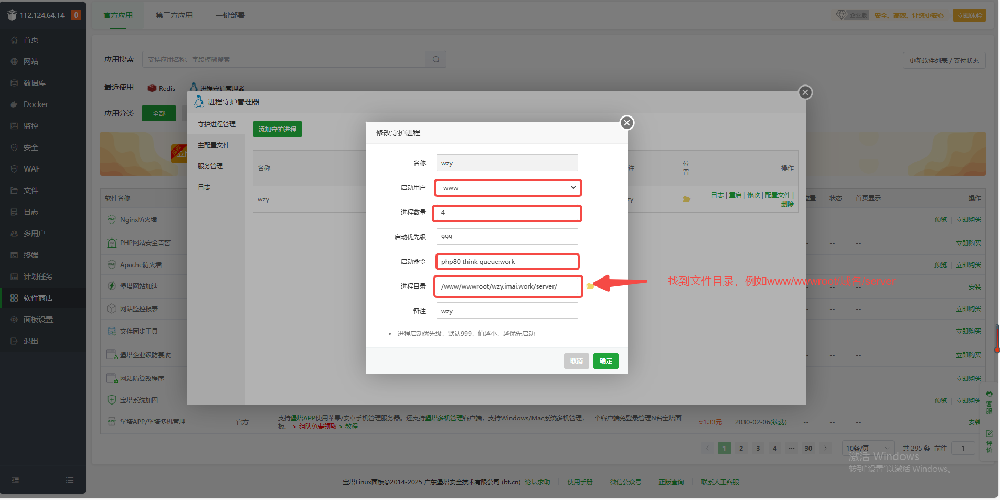 112.124.64.14
0
首页
网站
数据库
Docker
监控
安全
WAF
文件
日志
多用户
终端
计划任务
软件商店
面板设置
退出
官方应用
第三方应用
一键部署
企业版
安全、高效、让您更安心
立即体验
应用搜索
支持应用名称、字段模糊搜索
更新软件列表 / 支付状态
最近使用
Redis
进程守护管理器
应用分类
全部
推荐
进程守护管理器
守护进程管理
主配置文件
服务管理
日志
添加守护进程
名称
注
位置
操作
wzy
zy
日志 | 重启 | 修改 | 配置文件 |
删除
修改守护进程
名称
wzy
启动用户
www
进程数量
4
启动优先级
999
启动命令
php80 think queue:work
进程目录
/www/wwwroot/wzy.imai.work/server/
找到文件目录，例如www/wwwroot/域名/server
备注
wzy
进程启动优先级，默认999，值越小，越优先启动
取消
确定
软件名称
位置
状态
首页显示
操作
Nginx防火墙
-- -- 预览 | 立即购买
PHP网站安全告警
-- -- 立即购买
Apache防火墙
-- -- 预览 | 立即购买
堡塔网站加速
-- -- 安装
网站监控报表
-- -- 立即购买
文件同步工具
-- -- 立即购买
堡塔企业级防篡改
-- -- 立即购买
网站防篡改程序
-- -- 立即购买
宝塔系统加固
-- -- 预览 | 立即购买
堡塔APP/堡塔多机管理
官方
支持堡塔APP使用苹果/安卓手机管理服务器。还支持堡塔多机管理客户端，支持Windows/Mac系统多机管理，一个客户端免登录管理N台宝塔面
板。 > 组队免费领取 > 教程
≈1.33元
2030-02-06(续费)
-- -- -- 安装
客服
评价
1 2 3 4 ··· 30
10条/页
共 295 条 前往 1
激活 Windows
转到"设置"以激活 Windows。
宝塔Linux面板©2014-2025 广东堡塔安全技术有限公司 (bt.cn) 论坛求助 | 使用手册 | 微信公众号 | 正版查询 | 联系人工客服